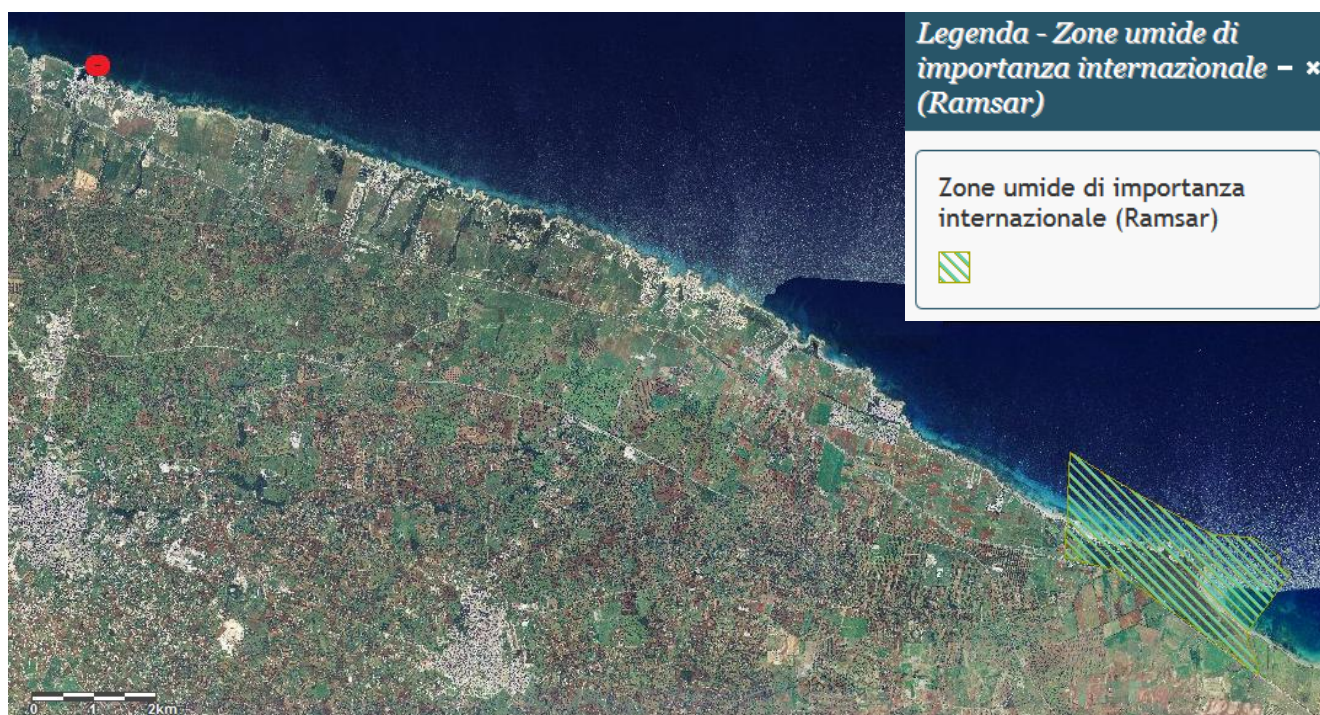 Legenda - Zone umide di
importanza internazionale
(Ramsar)
Zone umide di importanza
internazionale (Ramsar)
0 1 2km